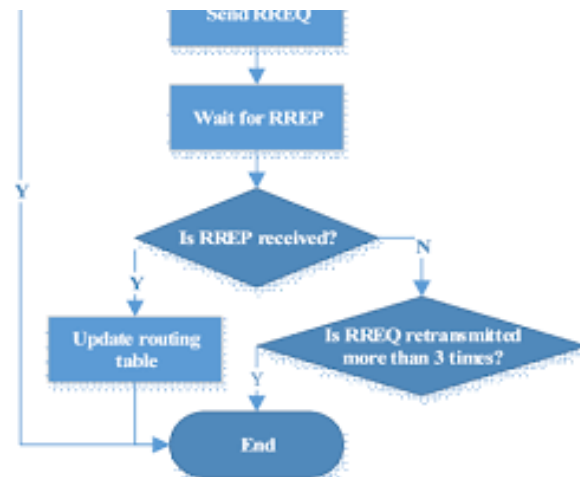 Send RREQ
Wait for RREP
Y
Is RREP received?
N
Y
Update routing
table
Is RREQ retransmitted
more than 3 times?
Y
End